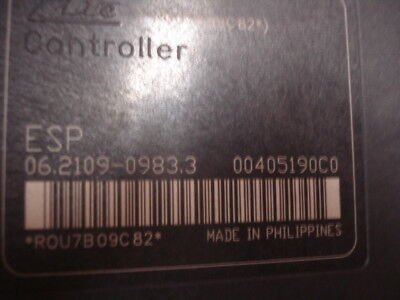 Controller
ESP
06.2109-0983.3 00405190C0
*ROU7B09C82*
MADE IN PHILIPPINES